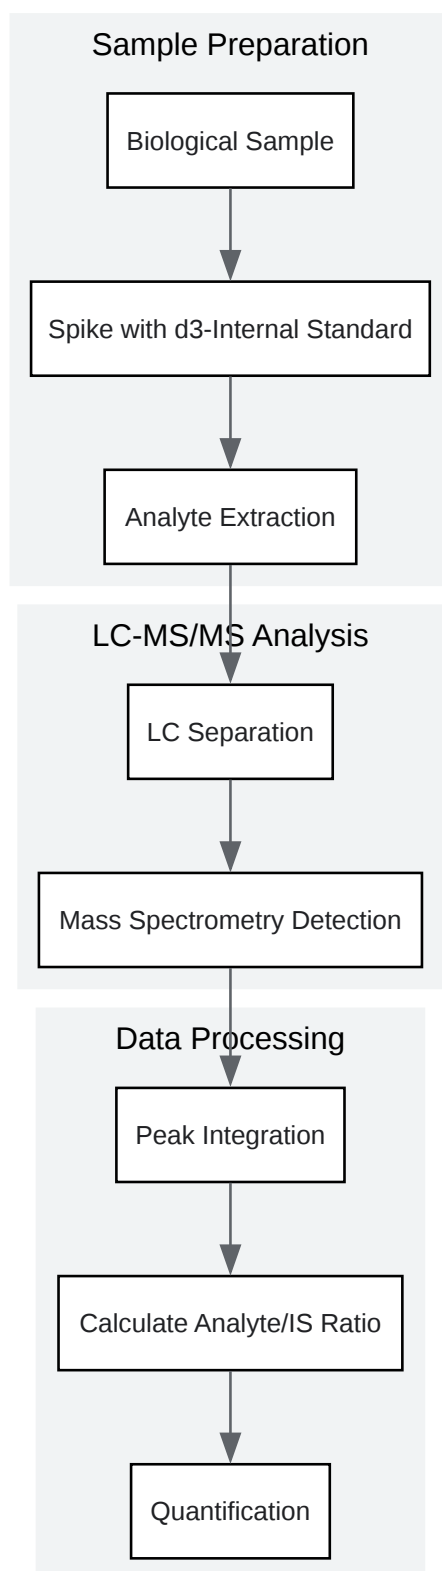 Sample Preparation
Biological Sample
Spike with d3-Internal Standard
Analyte Extraction
LC-MS/MS Analysis
LC Separation
Mass Spectrometry Detection
Data Processing
Peak Integration
Calculate Analyte/IS Ratio
Quantification